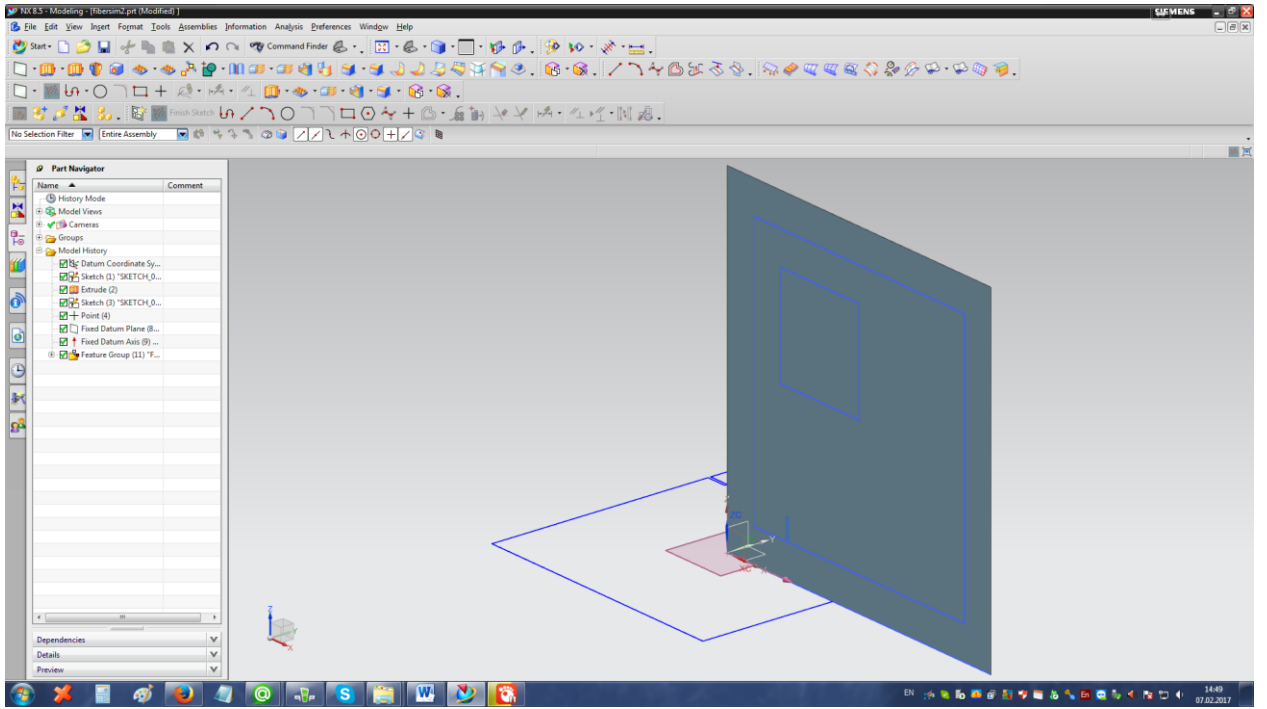 NX 8.5 - Modeling - [fibersim2.prt (Modified) ]
SIEMENS
File Edit View Insert Format Tools Assemblies Information Analysis Preferences Window Help
Start
Command Finder
Finish Sketch
No Selection Filter
Entire Assembly
Part Navigator
Name
Comment
History Mode
Model Views
Cameras
Groups
Model History
Datum Coordinate Sy...
Sketch (1) "SKETCH_0...
Extrude (2)
Sketch (3) "SKETCH_0...
Point (4)
Fixed Datum Plane (8...
Fixed Datum Axis (9) ...
Feature Group (11) "F...
ZC
Y
XC
X
Z
Y
X
Dependencies
Details
Preview
EN
14:49
07.02.2017